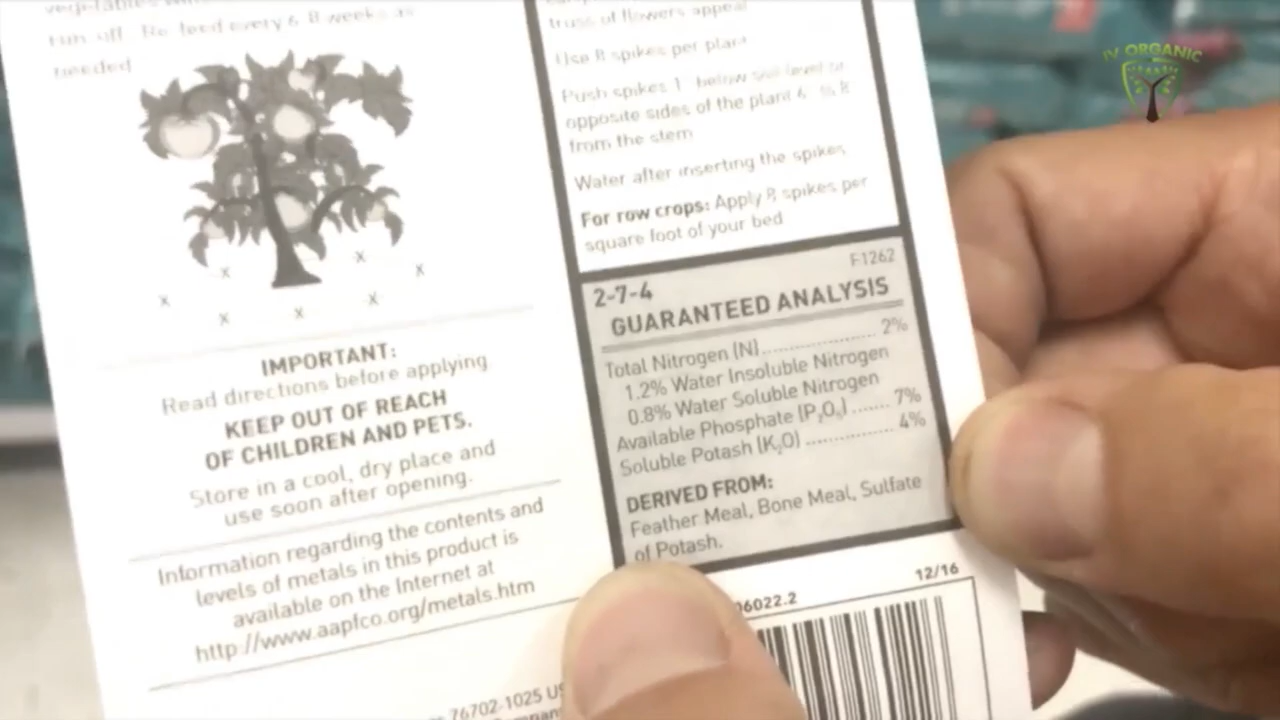 run off. Re-feed every 6-8 weeks as
needed
IMPORTANT:
Read directions before applying.
KEEP OUT OF REACH
OF CHILDREN AND PETS.
Store in a cool, dry place and
use soon after opening.
Information regarding the contents and
levels of metals in this product is
available on the Internet at
http://www.aapfco.org/metals.htm
76702-1025
truss of flowers appear
Use 8 spikes per plant
Push spikes 1" below soil level on
opposite sides of the plant 6" to 8"
from the stem
Water after inserting the spikes.
For row crops: Apply 8 spikes per
square foot of your bed
F1262
2-7-4
GUARANTEED ANALYSIS
Total Nitrogen (N) .................... 2%
1.2% Water Insoluble Nitrogen
0.8% Water Soluble Nitrogen
Available Phosphate (P₂O₅) ....... 7%
Soluble Potash (K₂O) ............... 4%
DERIVED FROM:
Feather Meal, Bone Meal, Sulfate
of Potash.
06022.2
12/16
IV ORGANIC